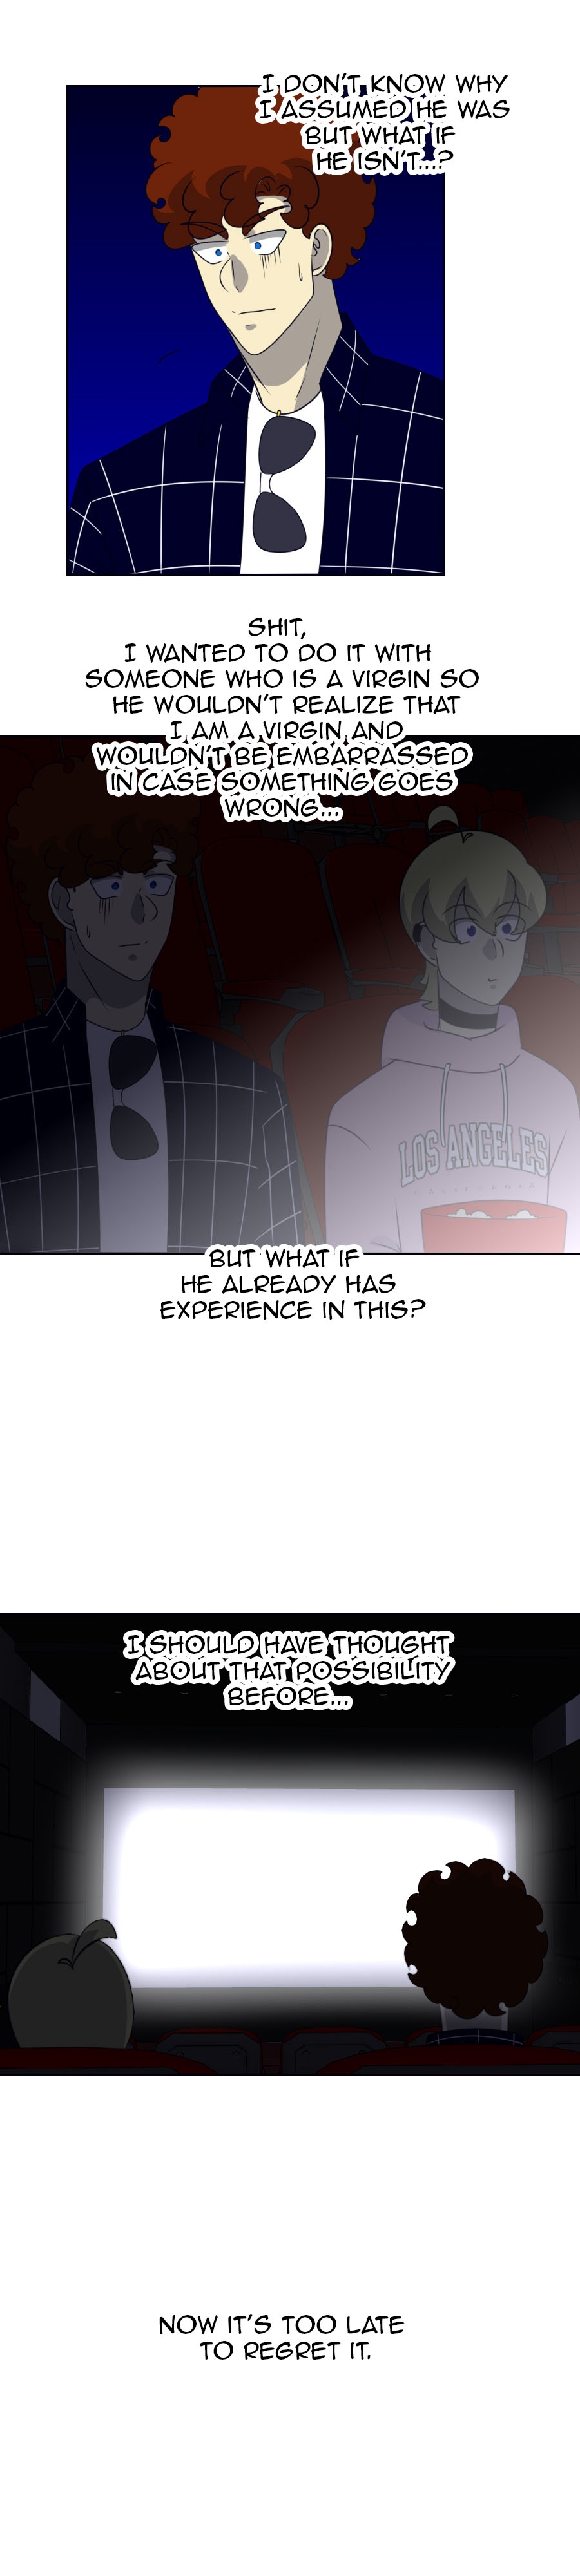 I DON'T KNOW WHY
I ASSUMED HE WAS
BUT WHAT IF
HE ISN'T...?
SHIT,
I WANTED TO DO IT WITH
SOMEONE WHO IS A VIRGIN SO
HE WOULDN'T REALIZE THAT
I AM A VIRGIN AND
WOULDN'T BE EMBARRASSED
IN CASE SOMETHING GOES
WRONG...
LOS ANGELES
BUT WHAT IF
HE ALREADY HAS
EXPERIENCE IN THIS?
I SHOULD HAVE THOUGHT
ABOUT THAT POSSIBILITY
BEFORE...
NOW IT'S TOO LATE
TO REGRET IT.